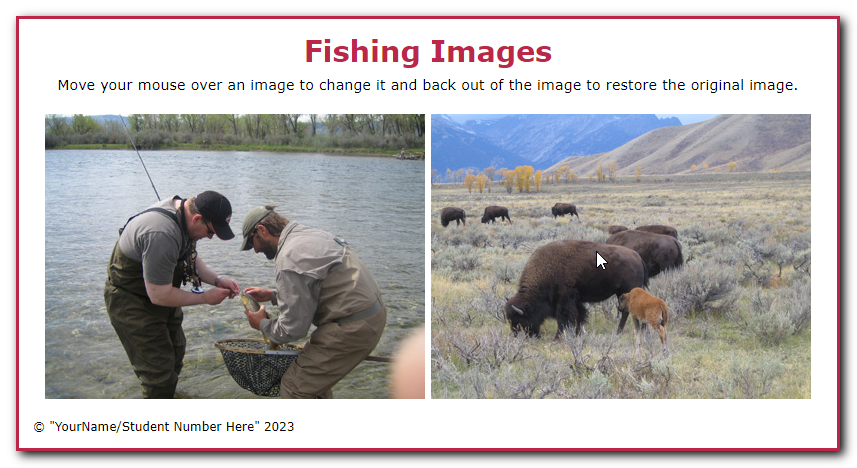 Fishing Images
Move your mouse over an image to change it and back out of the image to restore the original image.
© "YourName/Student Number Here" 2023